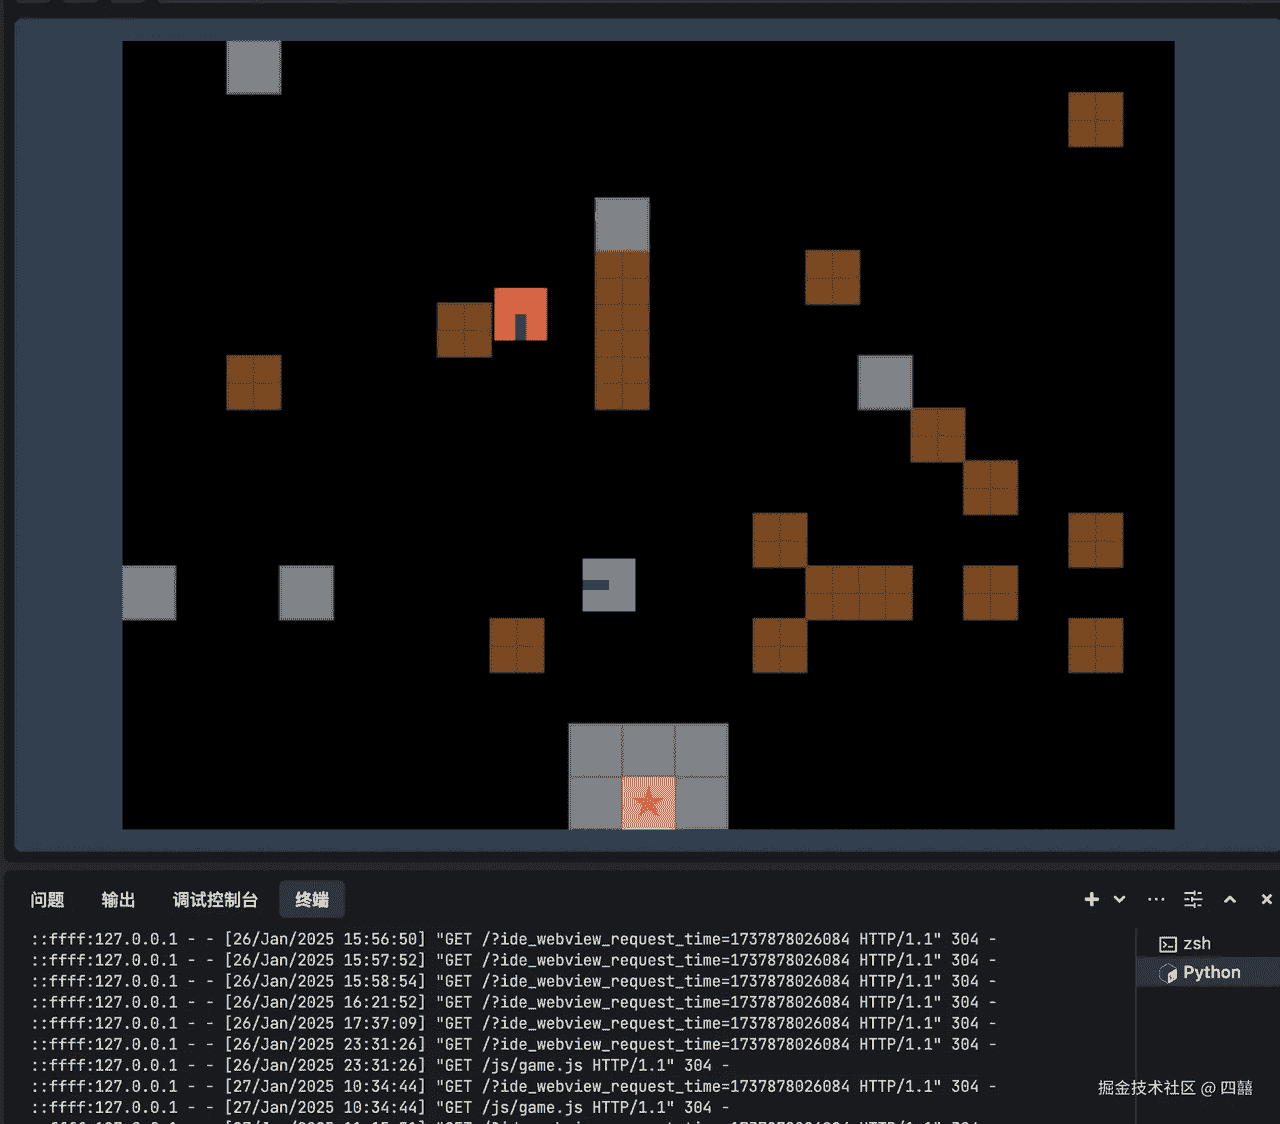 问题 输出 调试控制台 终端
::ffff:127.0.0.1 - - [26/Jan/2025 15:56:50] "GET /?ide_webview_request_time=1737878026084 HTTP/1.1" 304 -
::ffff:127.0.0.1 - - [26/Jan/2025 15:57:52] "GET /?ide_webview_request_time=1737878026084 HTTP/1.1" 304 -
::ffff:127.0.0.1 - - [26/Jan/2025 15:58:54] "GET /?ide_webview_request_time=1737878026084 HTTP/1.1" 304 -
::ffff:127.0.0.1 - - [26/Jan/2025 16:21:52] "GET /?ide_webview_request_time=1737878026084 HTTP/1.1" 304 -
::ffff:127.0.0.1 - - [26/Jan/2025 17:37:09] "GET /?ide_webview_request_time=1737878026084 HTTP/1.1" 304 -
::ffff:127.0.0.1 - - [26/Jan/2025 23:31:26] "GET /?ide_webview_request_time=1737878026084 HTTP/1.1" 304 -
::ffff:127.0.0.1 - - [26/Jan/2025 23:31:26] "GET /js/game.js HTTP/1.1" 304 -
::ffff:127.0.0.1 - - [27/Jan/2025 10:34:44] "GET /?ide_webview_request_time=1737878026084 HTTP/1.1" 304 -
::ffff:127.0.0.1 - - [27/Jan/2025 10:34:44] "GET /js/game.js HTTP/1.1" 304 -
zsh
Python
掘金技术社区 @ 四囍